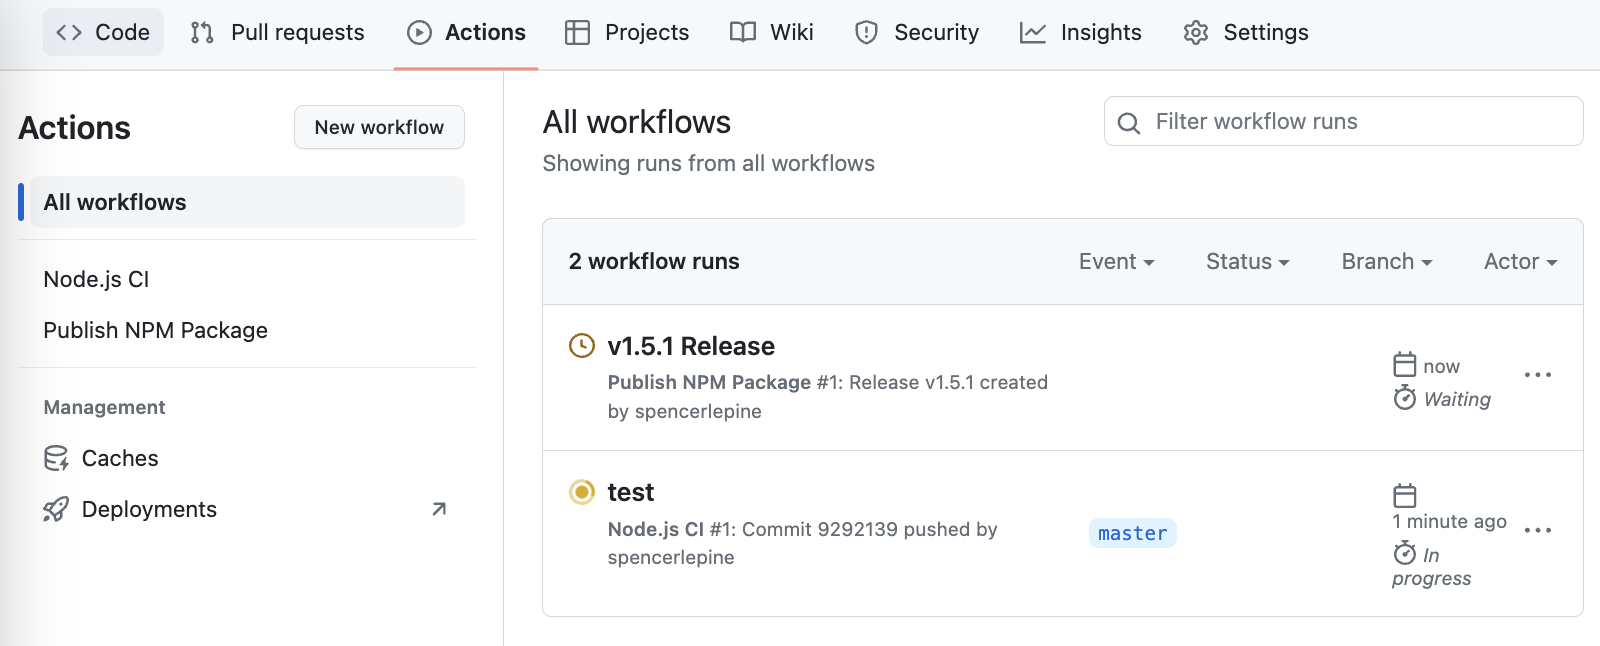 Code Pull requests Actions Projects Wiki Security Insights Settings
Actions
New workflow
All workflows
Node.js CI
Publish NPM Package
Management
Caches
Deployments
All workflows
Showing runs from all workflows
Filter workflow runs
2 workflow runs
Event Status Branch Actor
v1.5.1 Release
Publish NPM Package #1: Release v1.5.1 created
by spencerlepine
now
Waiting
test
Node.js CI #1: Commit 9292139 pushed by
spencerlepine
master
1 minute ago
In
progress